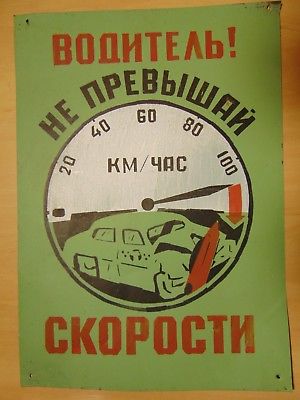 ВОДИТЕЛЬ!
НЕ ПРЕВЫШАЙ
20 40 60 80 100
КМ/ЧАС
СКОРОСТИ